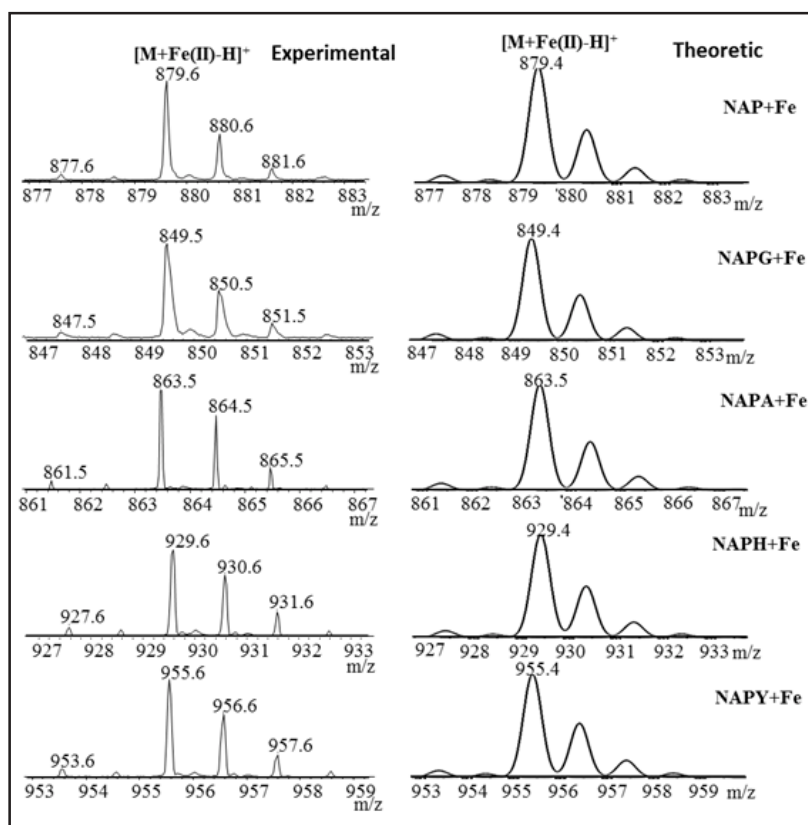 [M+Fe(II)-H]⁺ Experimental
879.6
880.6
877.6
881.6
877 878 879 880 881 882 883
m/z
[M+Fe(II)-H]⁺ Theoretic
879.4
NAP+Fe
877 878 879 880 881 882 883 m/z
849.5
850.5
847.5
851.5
847 848 849 850 851 852 853
m/z
849.4
NAPG+Fe
847 848 849 850 851 852 853 m/z
863.5
864.5
861.5
865.5
861 862 863 864 865 866 867
m/z
863.5
NAPA+Fe
861 862 863 864 865 866 867
m/z
929.6
930.6
927.6
931.6
927 928 929 930 931 932 933
m/z
929.4
NAPH+Fe
927 928 929 930 931 932 933 m/z
955.6
956.6
953.6
957.6
953 954 955 956 957 958 959
m/z
955.4
NAPY+Fe
953 954 955 956 957 958 959
m/z